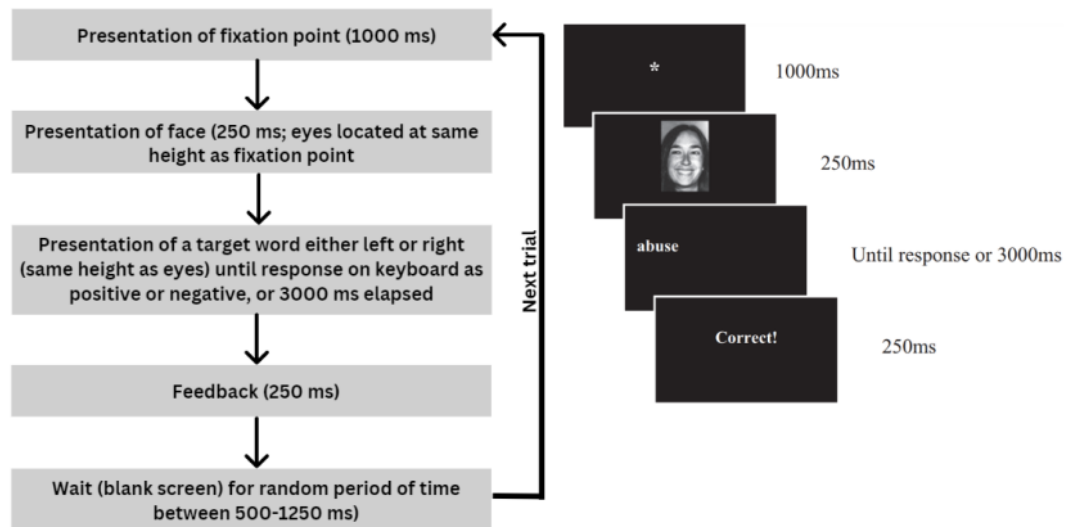 Presentation of fixation point (1000 ms)
Presentation of face (250 ms; eyes located at same
height as fixation point
Presentation of a target word either left or right
(same height as eyes) until response on keyboard as
positive or negative, or 3000 ms elapsed
Feedback (250 ms)
Wait (blank screen) for random period of time
between 500-1250 ms)
Next trial
*
1000ms
250ms
abuse
Until response or 3000ms
Correct!
250ms